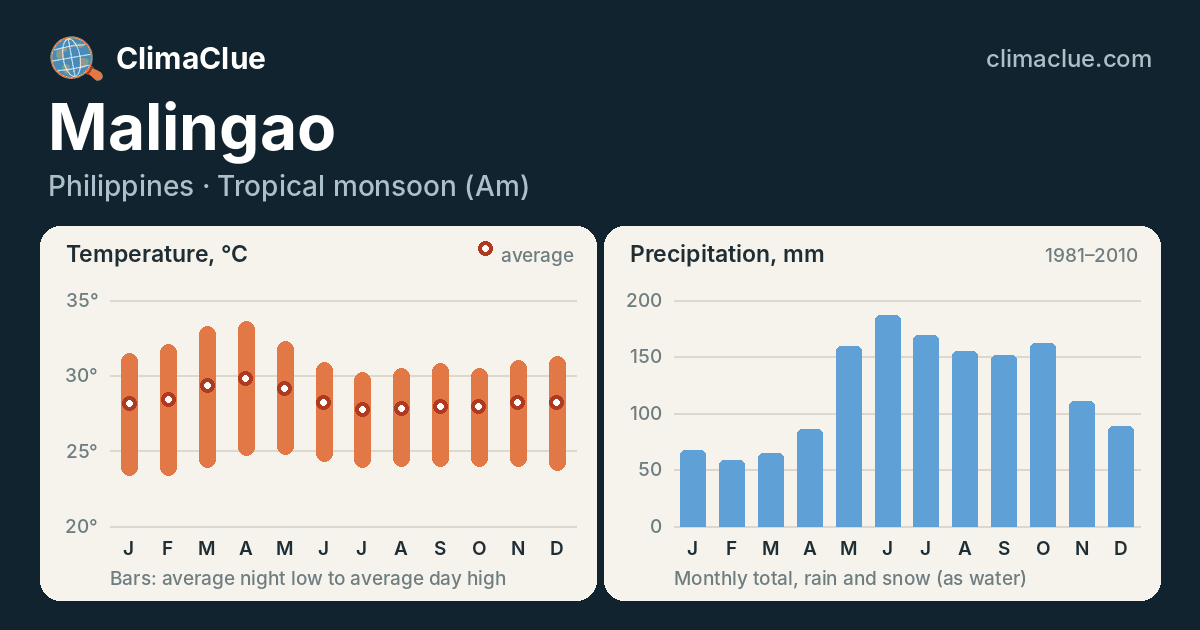 ClimaClue
climaclue.com
Malingao
Philippines · Tropical monsoon (Am)
Temperature, °C
average
35°
30°
25°
20°
J F M A M J J A S O N D
Bars: average night low to average day high
Precipitation, mm
1981–2010
200
150
100
50
0
J F M A M J J A S O N D
Monthly total, rain and snow (as water)